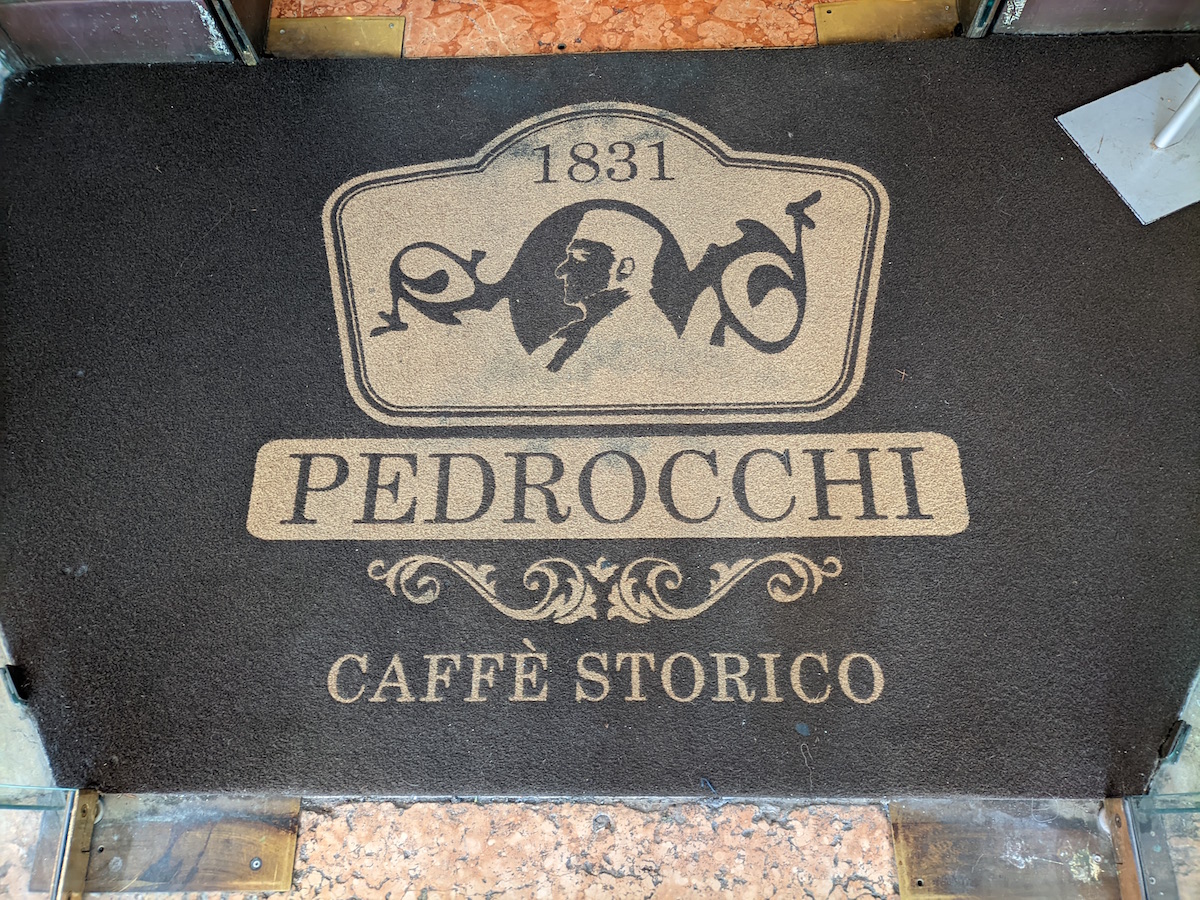 1831
PEDROCCHI
CAFFÈ STORICO